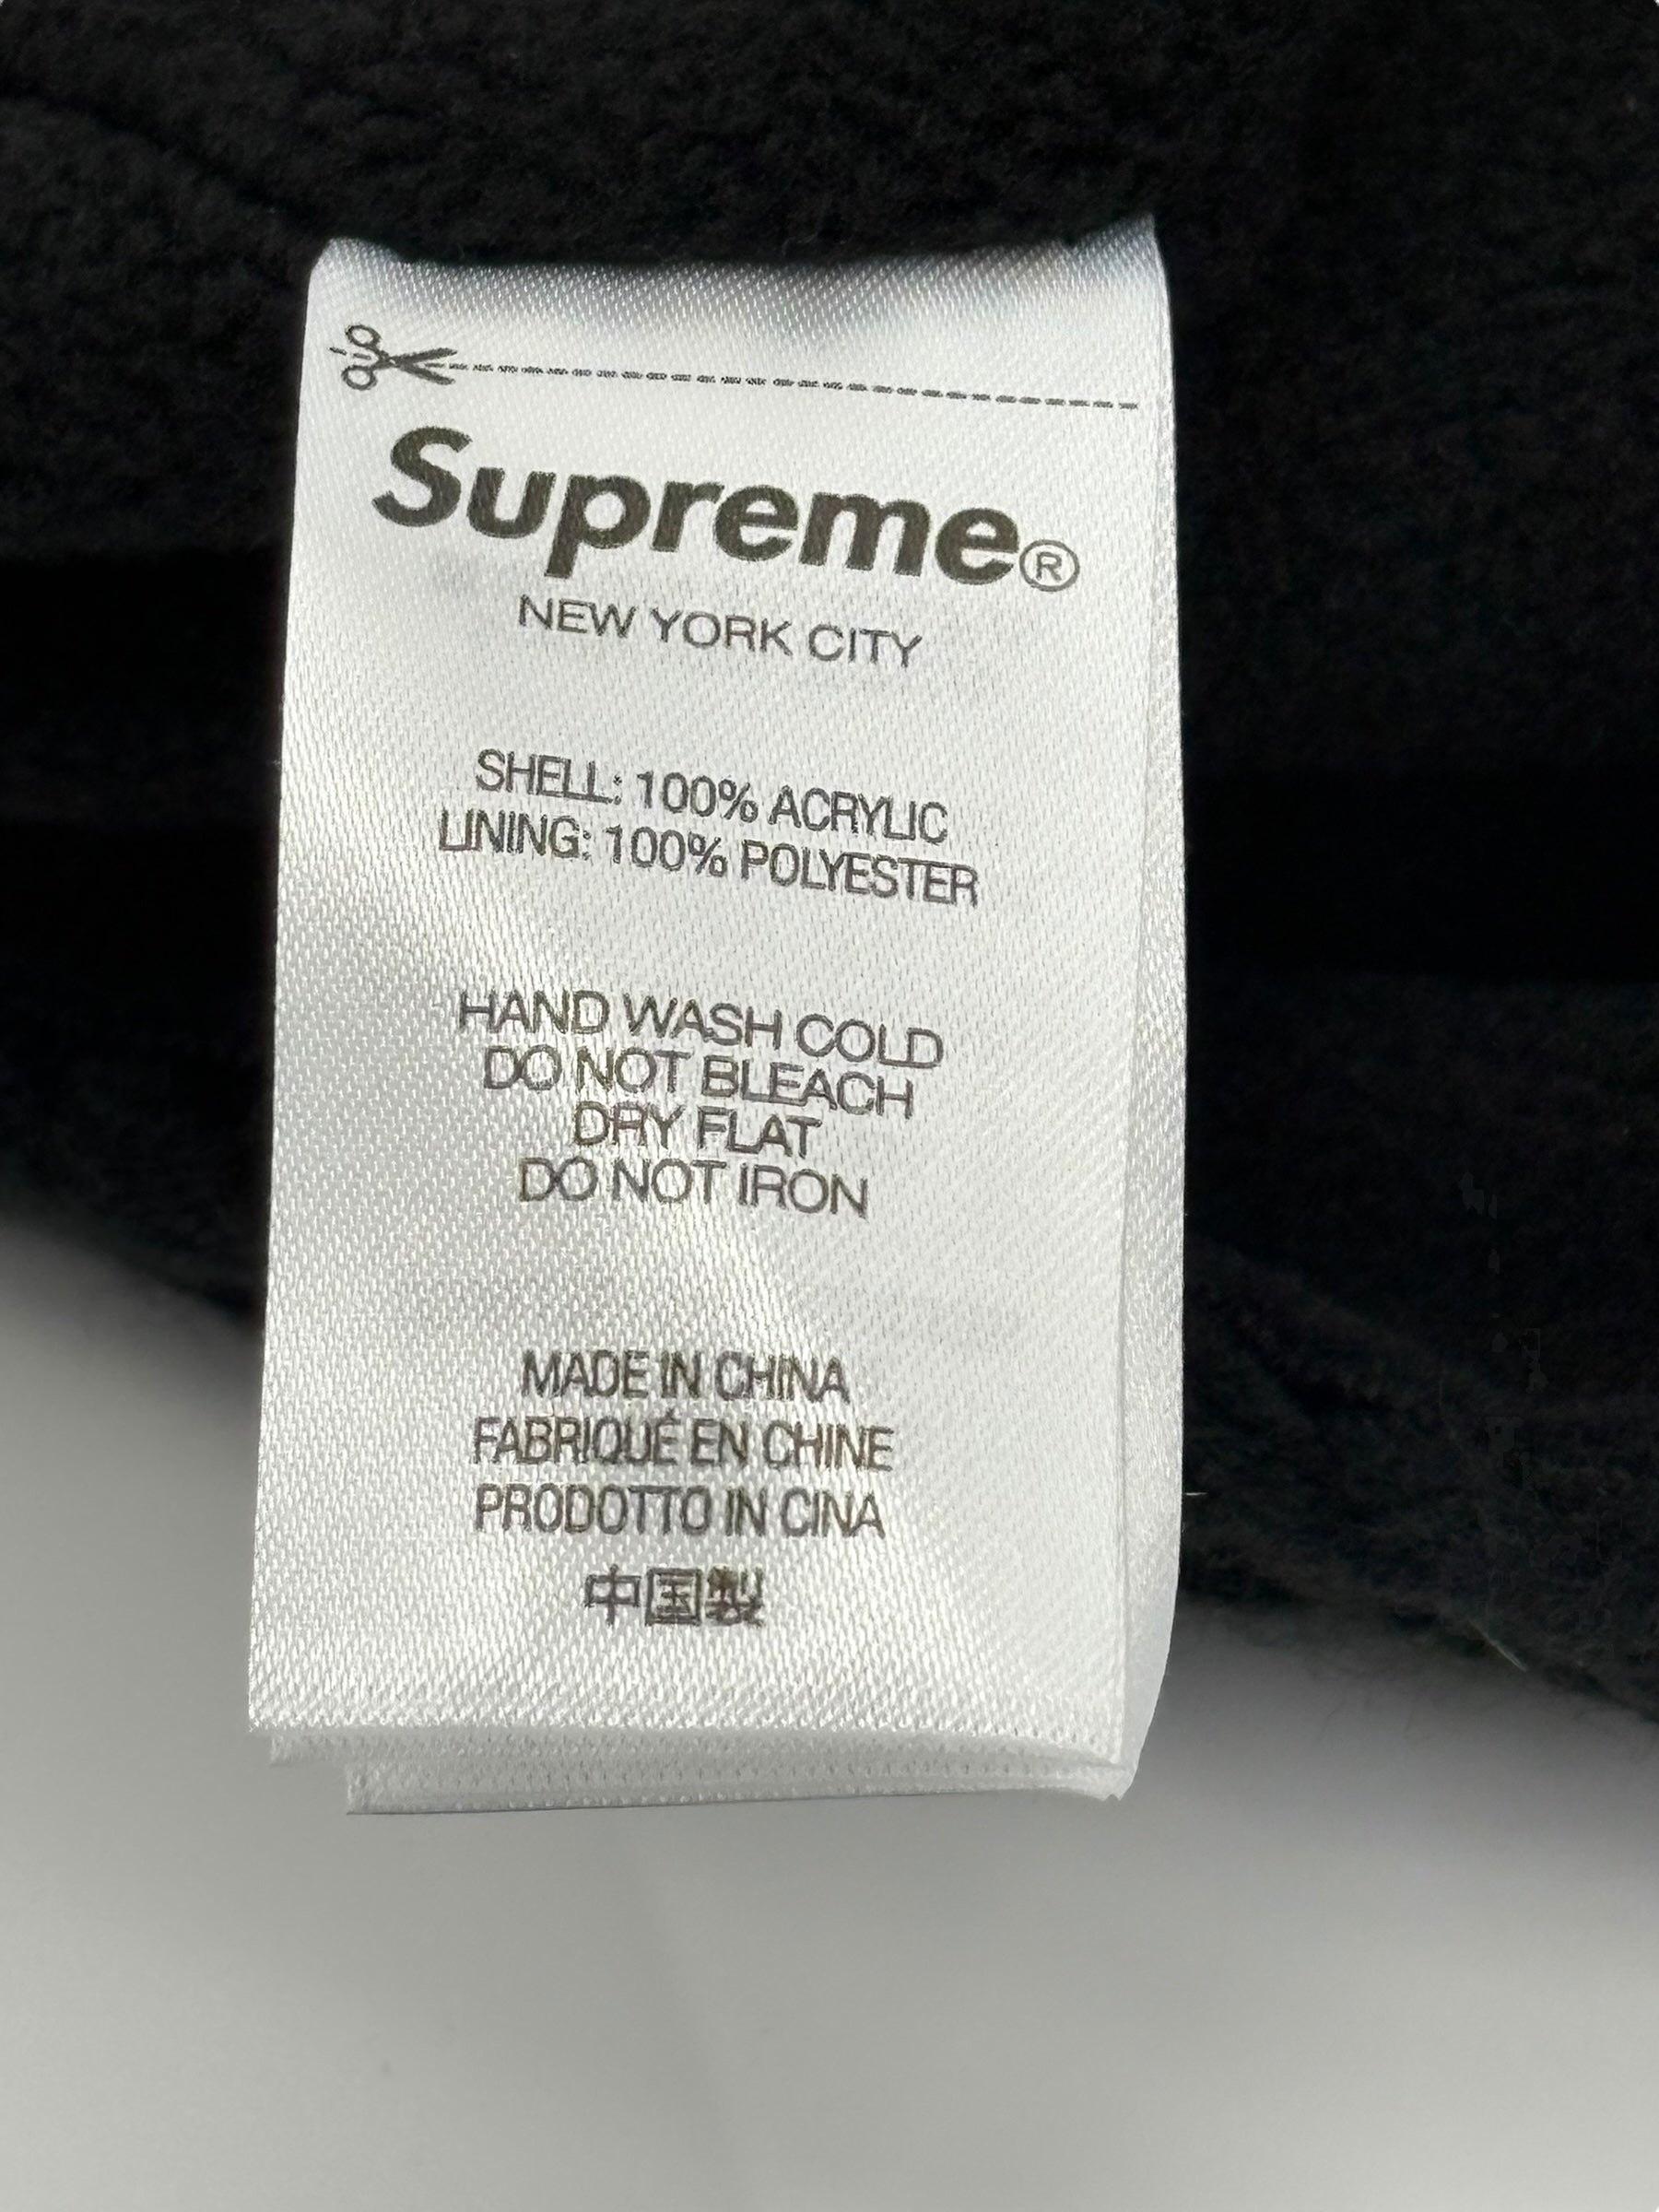 Supreme®
NEW YORK CITY
SHELL: 100% ACRYLIC
LINING: 100% POLYESTER
HAND WASH COLD
DO NOT BLEACH
DRY FLAT
DO NOT IRON
MADE IN CHINA
FABRIQUÉ EN CHINE
PRODOTTO IN CINA
中国製